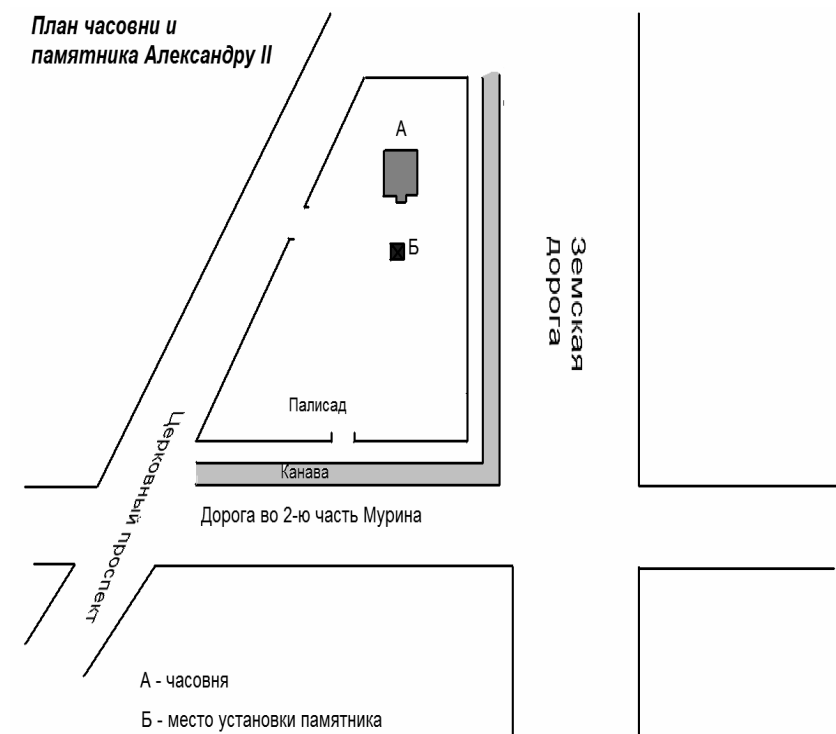 План часовни и
памятника Александру II
А
Б
Земская
дорога
Палисад
Церковный проспект
Канава
Дорога во 2-ю часть Мурина
А - часовня
Б - место установки памятника